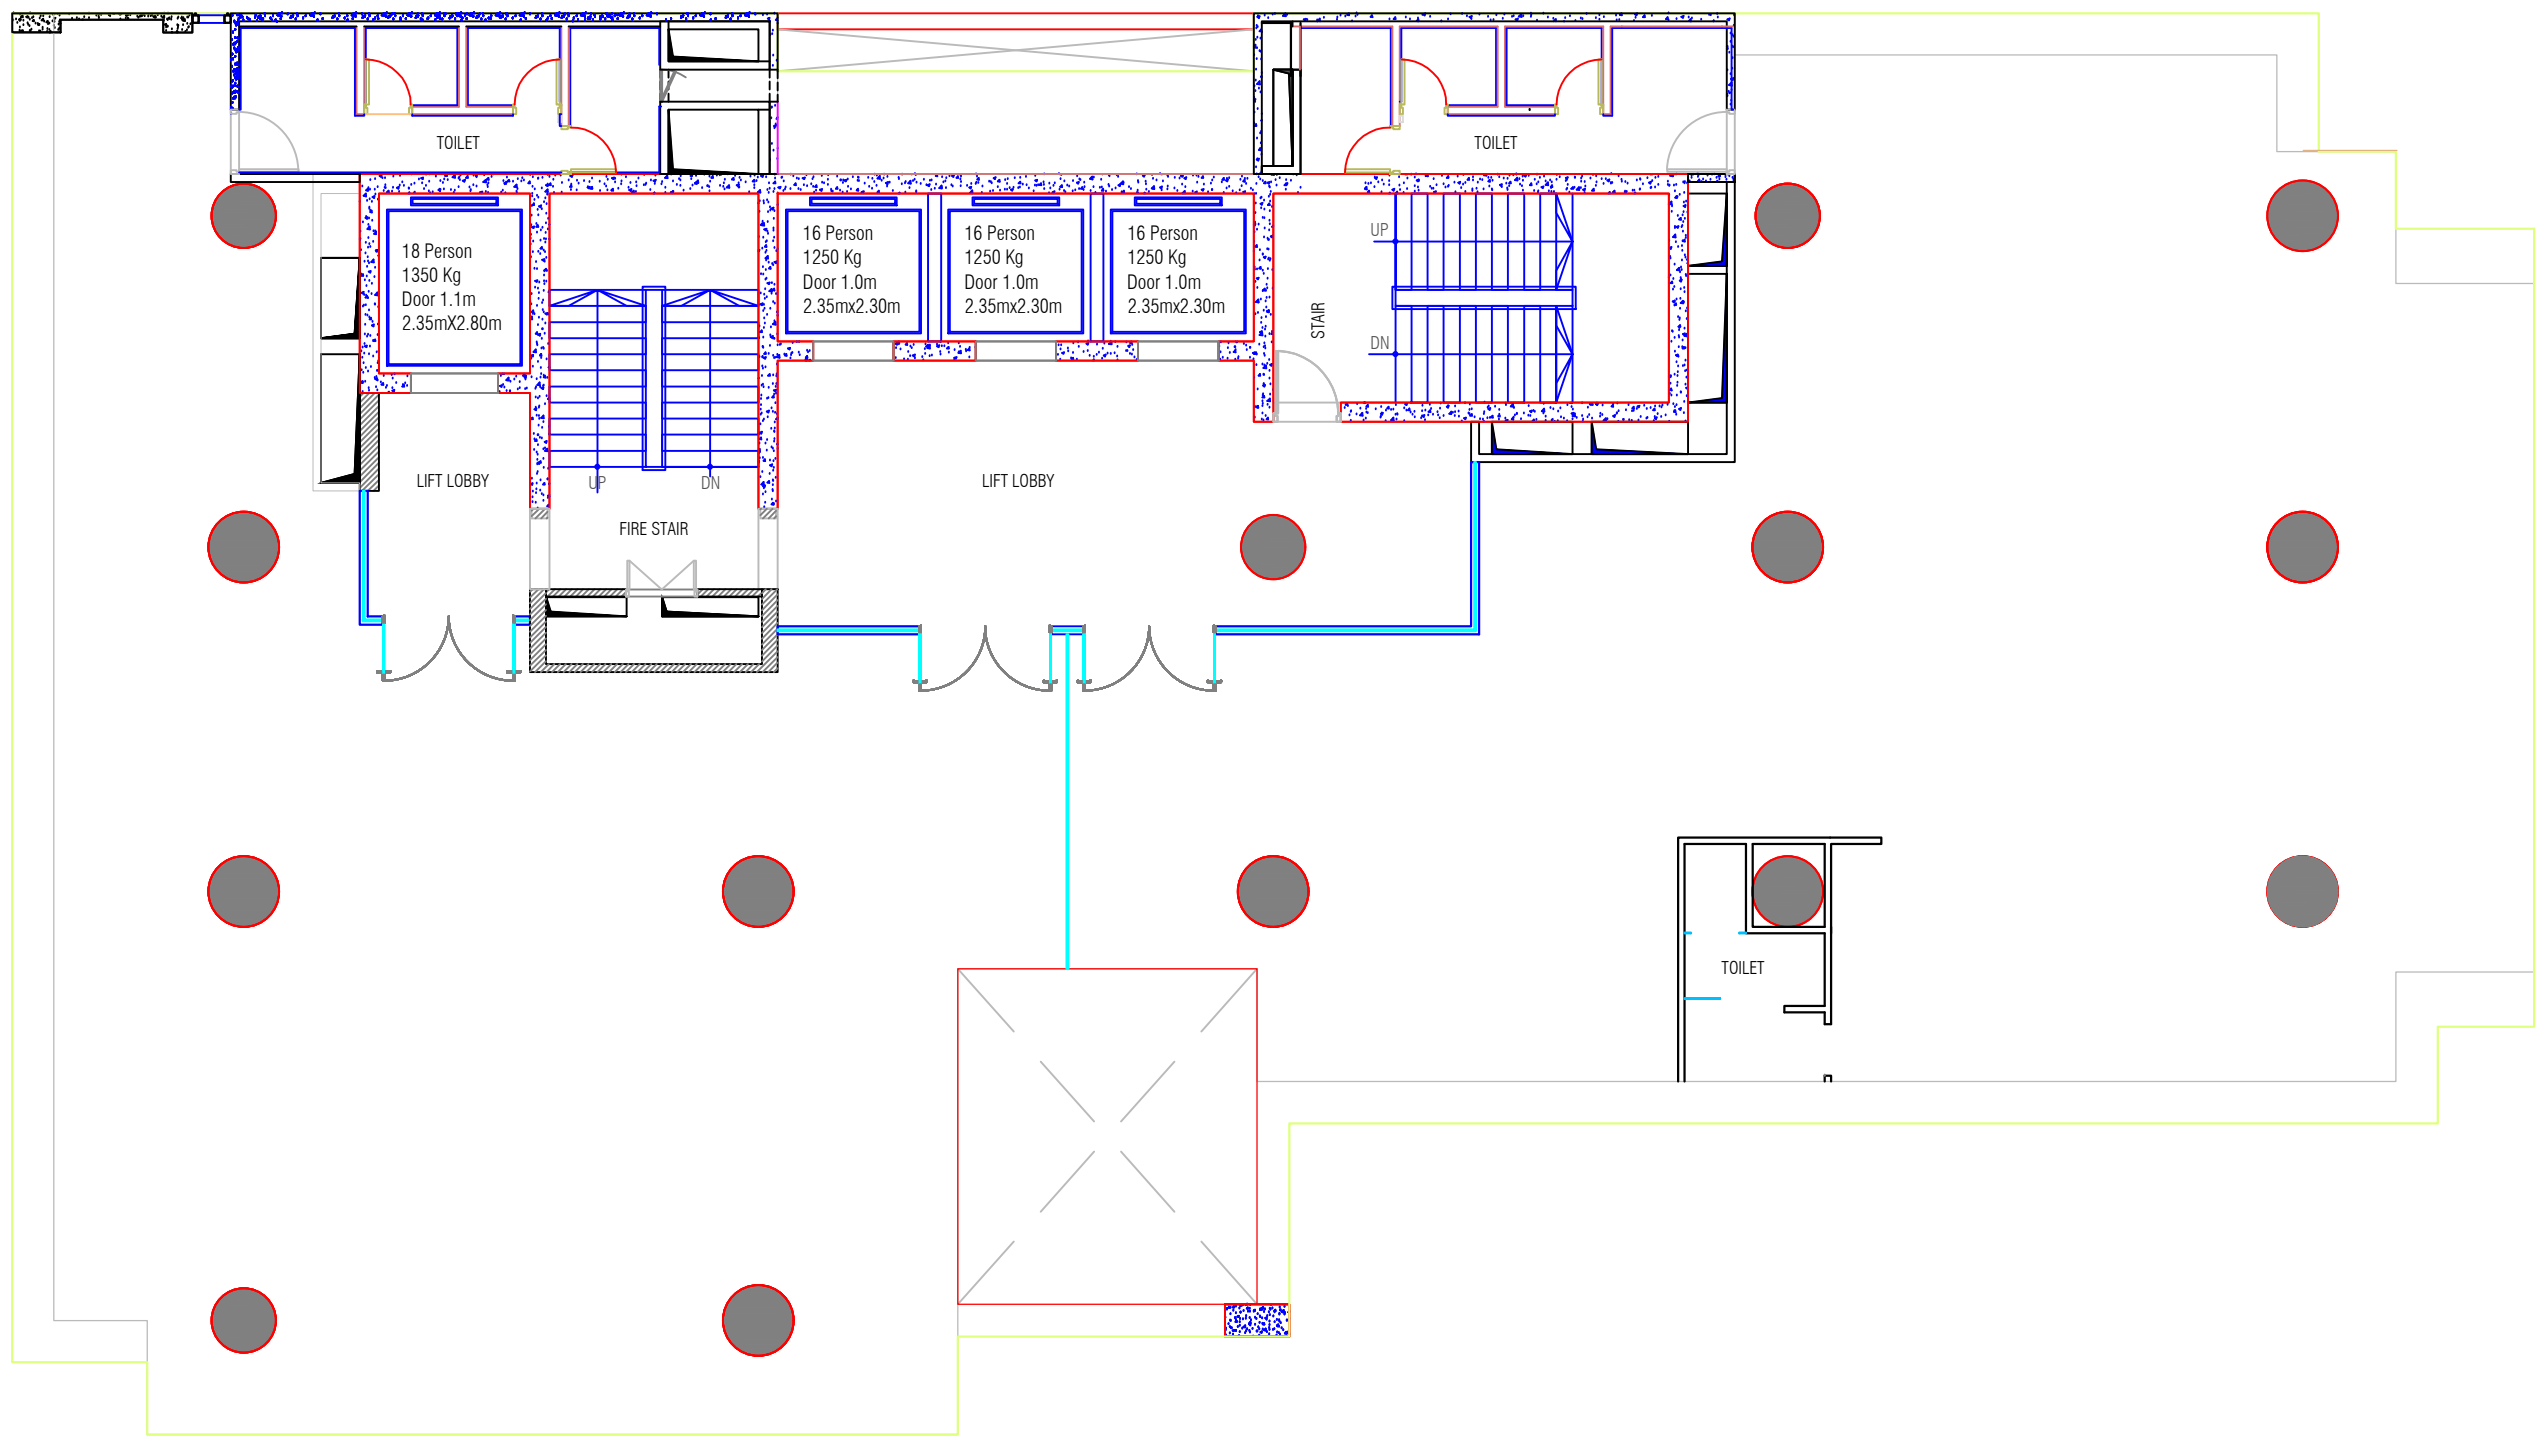 TOILET
TOILET
18 Person
1350 Kg
Door 1.1m
2.35mX2.80m
16 Person
1250 Kg
Door 1.0m
2.35mx2.30m
16 Person
1250 Kg
Door 1.0m
2.35mx2.30m
16 Person
1250 Kg
Door 1.0m
2.35mx2.30m
UP
STAIR
DN
LIFT LOBBY
UP
DN
LIFT LOBBY
FIRE STAIR
TOILET